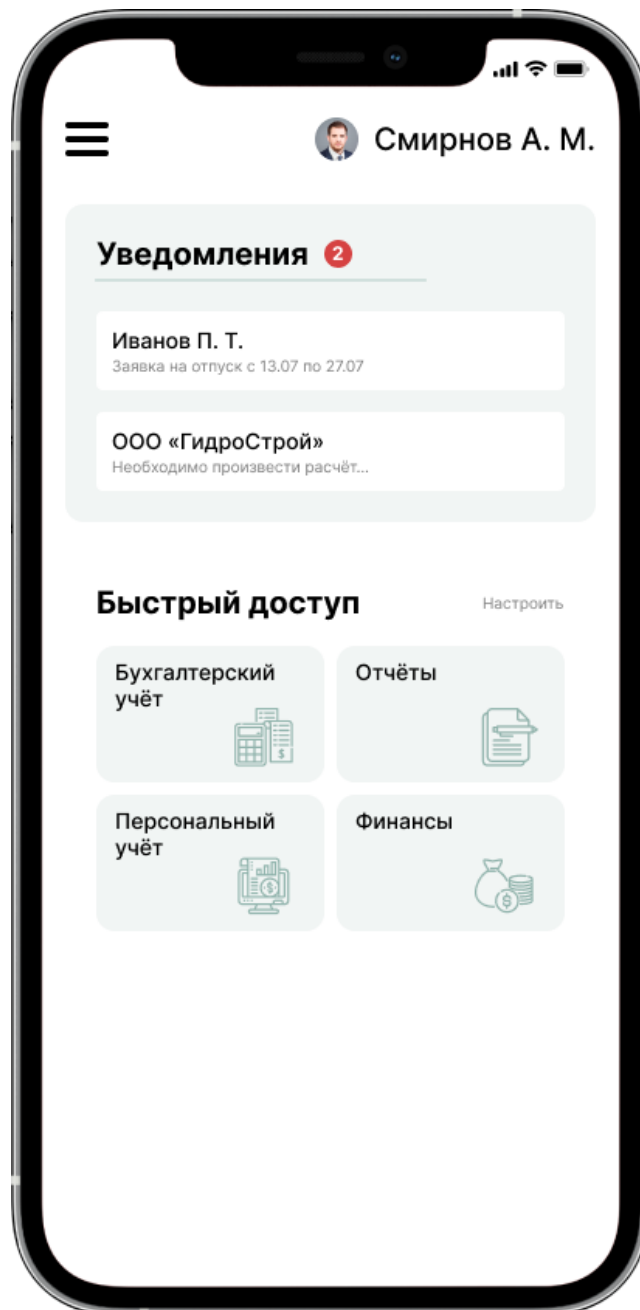 Смирнов А. М.
Уведомления 2
Иванов П. Т.
Заявка на отпуск с 13.07 по 27.07
ООО «ГидроСтрой»
Необходимо произвести расчёт...
Быстрый доступ
Настроить
Бухгалтерский
учёт
Отчёты
Персональный
учёт
Финансы